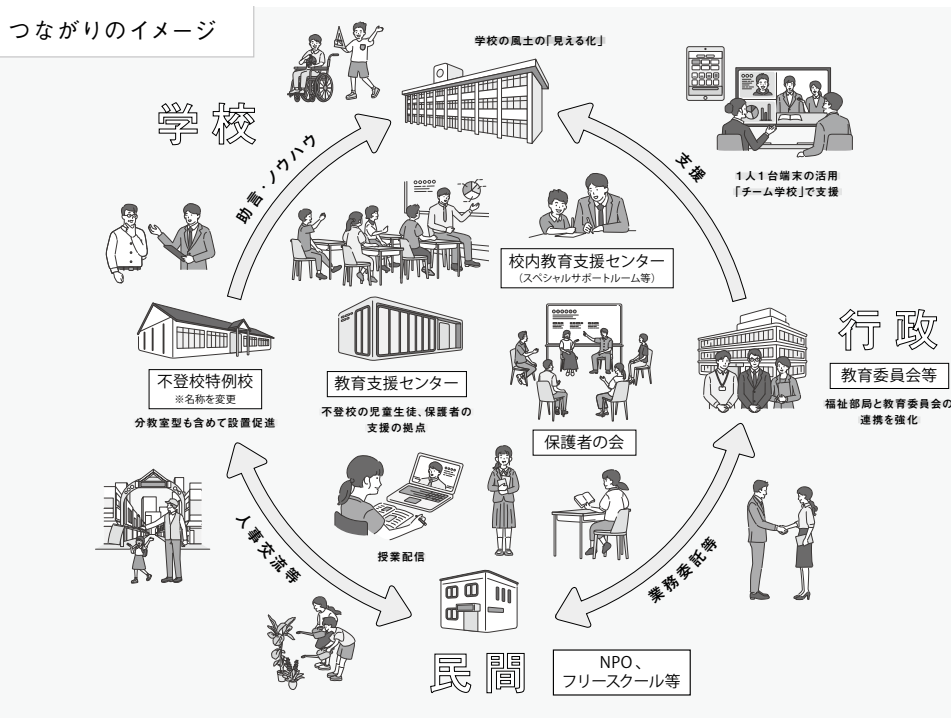 つながりのイメージ
学校の風土の「見える化」
学校
助言・ノウハウ
支援
1人1台端末の活用
「チーム学校」で支援
校内教育支援センター
（スペシャルサポートルーム等）
行政
教育委員会等
福祉部局と教育委員会の
連携を強化
不登校特例校
※名称を変更
分教室型も含めて設置促進
教育支援センター
不登校の児童生徒、保護者の
支援の拠点
保護者の会
授業配信
人事交流等
業務委託等
民間
NPO、
フリースクール等